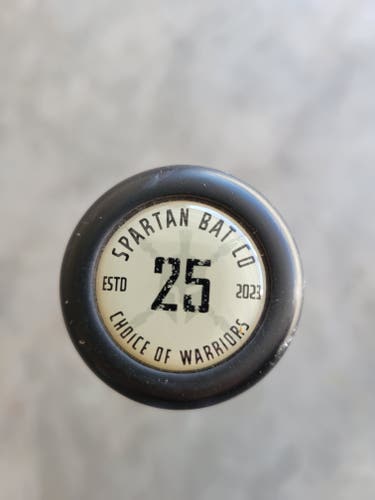 SPARTAN BAT CO
ESTD
25
2023
CHOICE OF WARRIORS